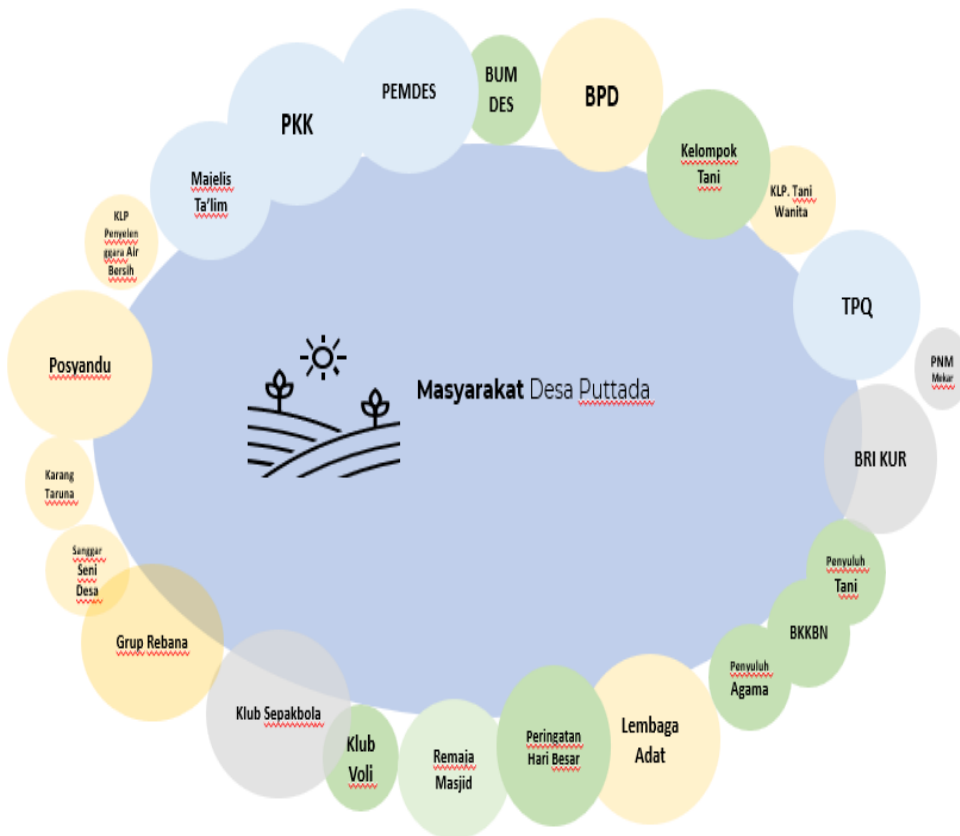 PEMDES
BUM
DES
BPD
PKK
Kelompok
Tani
Majelis
Ta'lim
KLP. Tani
Wanita
KLP
Penyelen
ggara Air
Bersih
TPQ
Posyandu
PNM
Mekar
Masyarakat Desa Puttada
BRI KUR
Karang
Taruna
Sanggar
Seni
Desa
Penyuluh
Tani
BKKBN
Grup Rebana
Penyuluh
Agama
Klub Sepakbola
Klub
Voli
Remaja
Masjid
Peringatan
Hari Besar
Lembaga
Adat